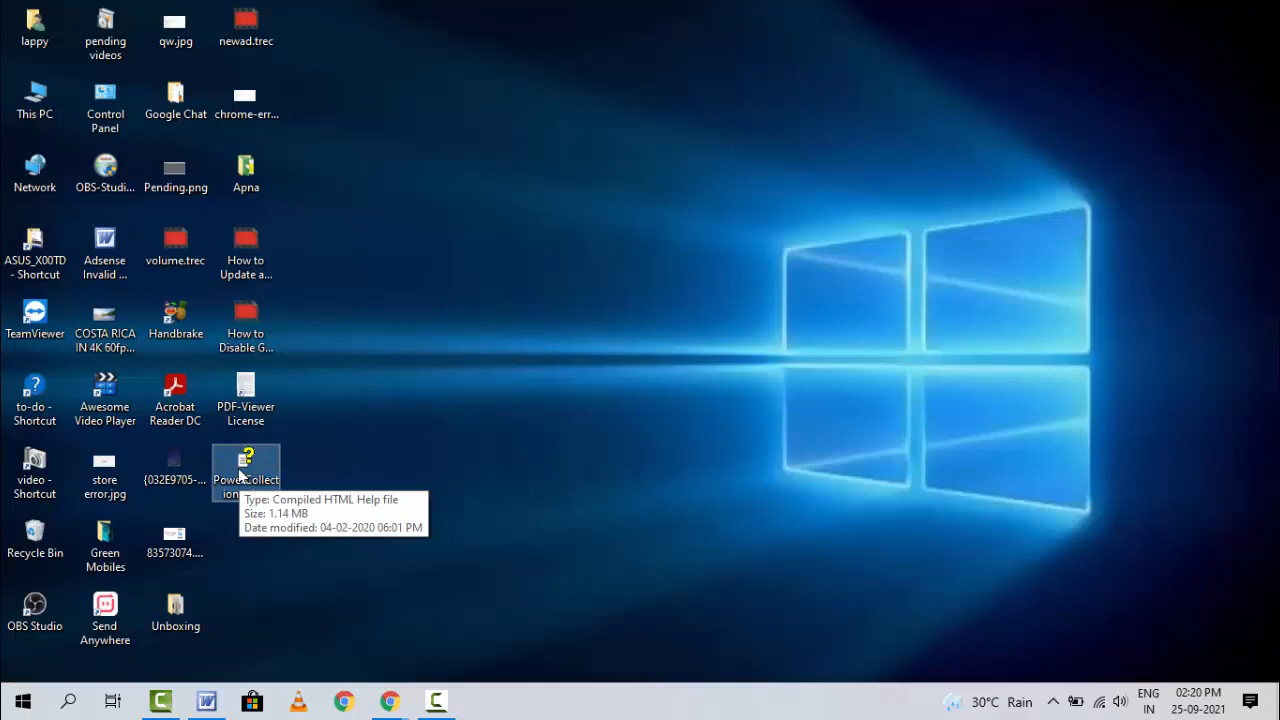 lappy
pending
videos
qw.jpg
newad.trec
This PC
Control
Panel
Google Chat
chrome-err...
Network
OBS-Studi...
Pending.png
Apna
ASUS_X00TD
- Shortcut
Adsense
Invalid ...
volume.trec
How to
Update a...
TeamViewer
COSTA RICA
IN 4K 60fp...
Handbrake
How to
Disable G...
to-do -
Shortcut
Awesome
Video Player
Acrobat
Reader DC
PDF-Viewer
License
video -
Shortcut
store
error.jpg
{032E9705-...
PowerCollect
Type: Compiled HTML Help file
Size: 1.14 MB
Date modified: 04-02-2020 06:01 PM
Recycle Bin
Green
Mobiles
83573074....
OBS Studio
Send
Anywhere
Unboxing
30°C Rain
ENG
IN
02:20 PM
25-09-2021